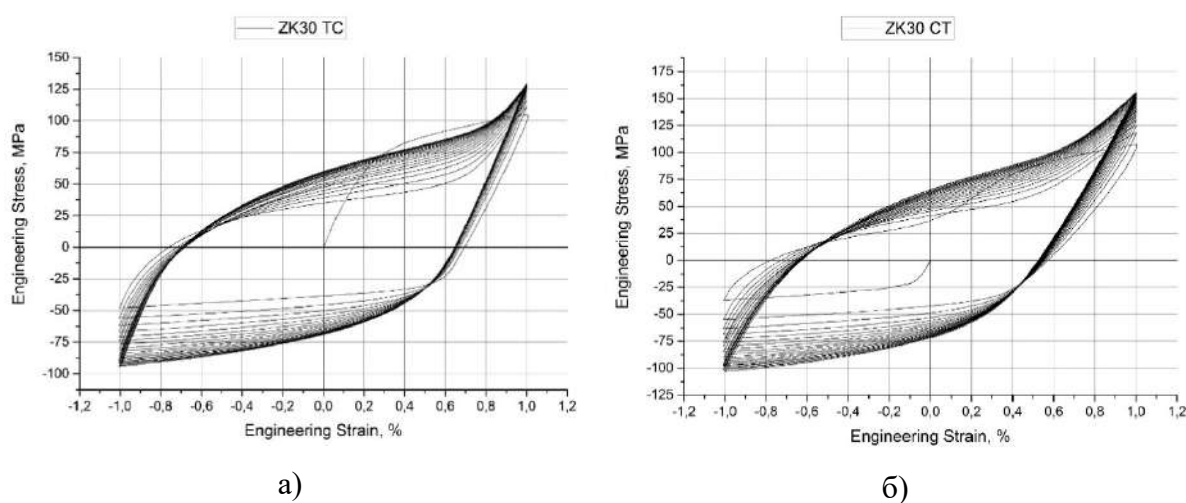 ZK30 TC
150
125
100
75
50
25
0
-25
-50
-75
-100
Engineering Stress, MPa
-1,2 -1,0 -0,8 -0,6 -0,4 -0,2 0,0 0,2 0,4 0,6 0,8 1,0 1,2
Engineering Strain, %
а)
ZK30 CT
175
150
125
100
75
50
25
0
-25
-50
-75
-100
-125
Engineering Stress, MPa
-1,2 -1,0 -0,8 -0,6 -0,4 -0,2 0,0 0,2 0,4 0,6 0,8 1,0 1,2
Engineering Strain, %
б)